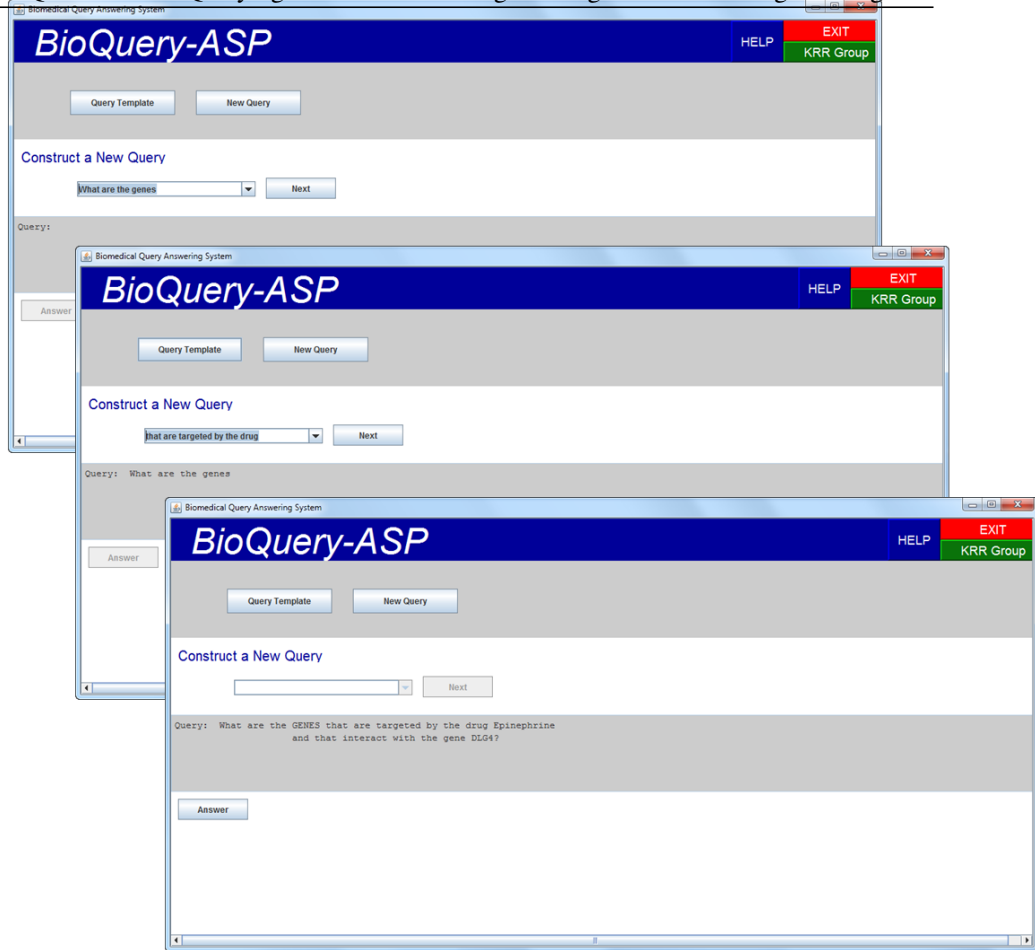 Biomedical Query Answering System
BioQuery-ASP
HELP
EXIT
KRR Group
Query Template
New Query
Construct a New Query
What are the genes
Next
Query:
Answer
Biomedical Query Answering System
BioQuery-ASP
HELP
EXIT
KRR Group
Query Template
New Query
Construct a New Query
that are targeted by the drug
Next
Query: What are the genes
Answer
Biomedical Query Answering System
BioQuery-ASP
HELP
EXIT
KRR Group
Query Template
New Query
Construct a New Query
Next
Query: What are the GENES that are targeted by the drug Epinephrine
and that interact with the gene DLG4?
Answer